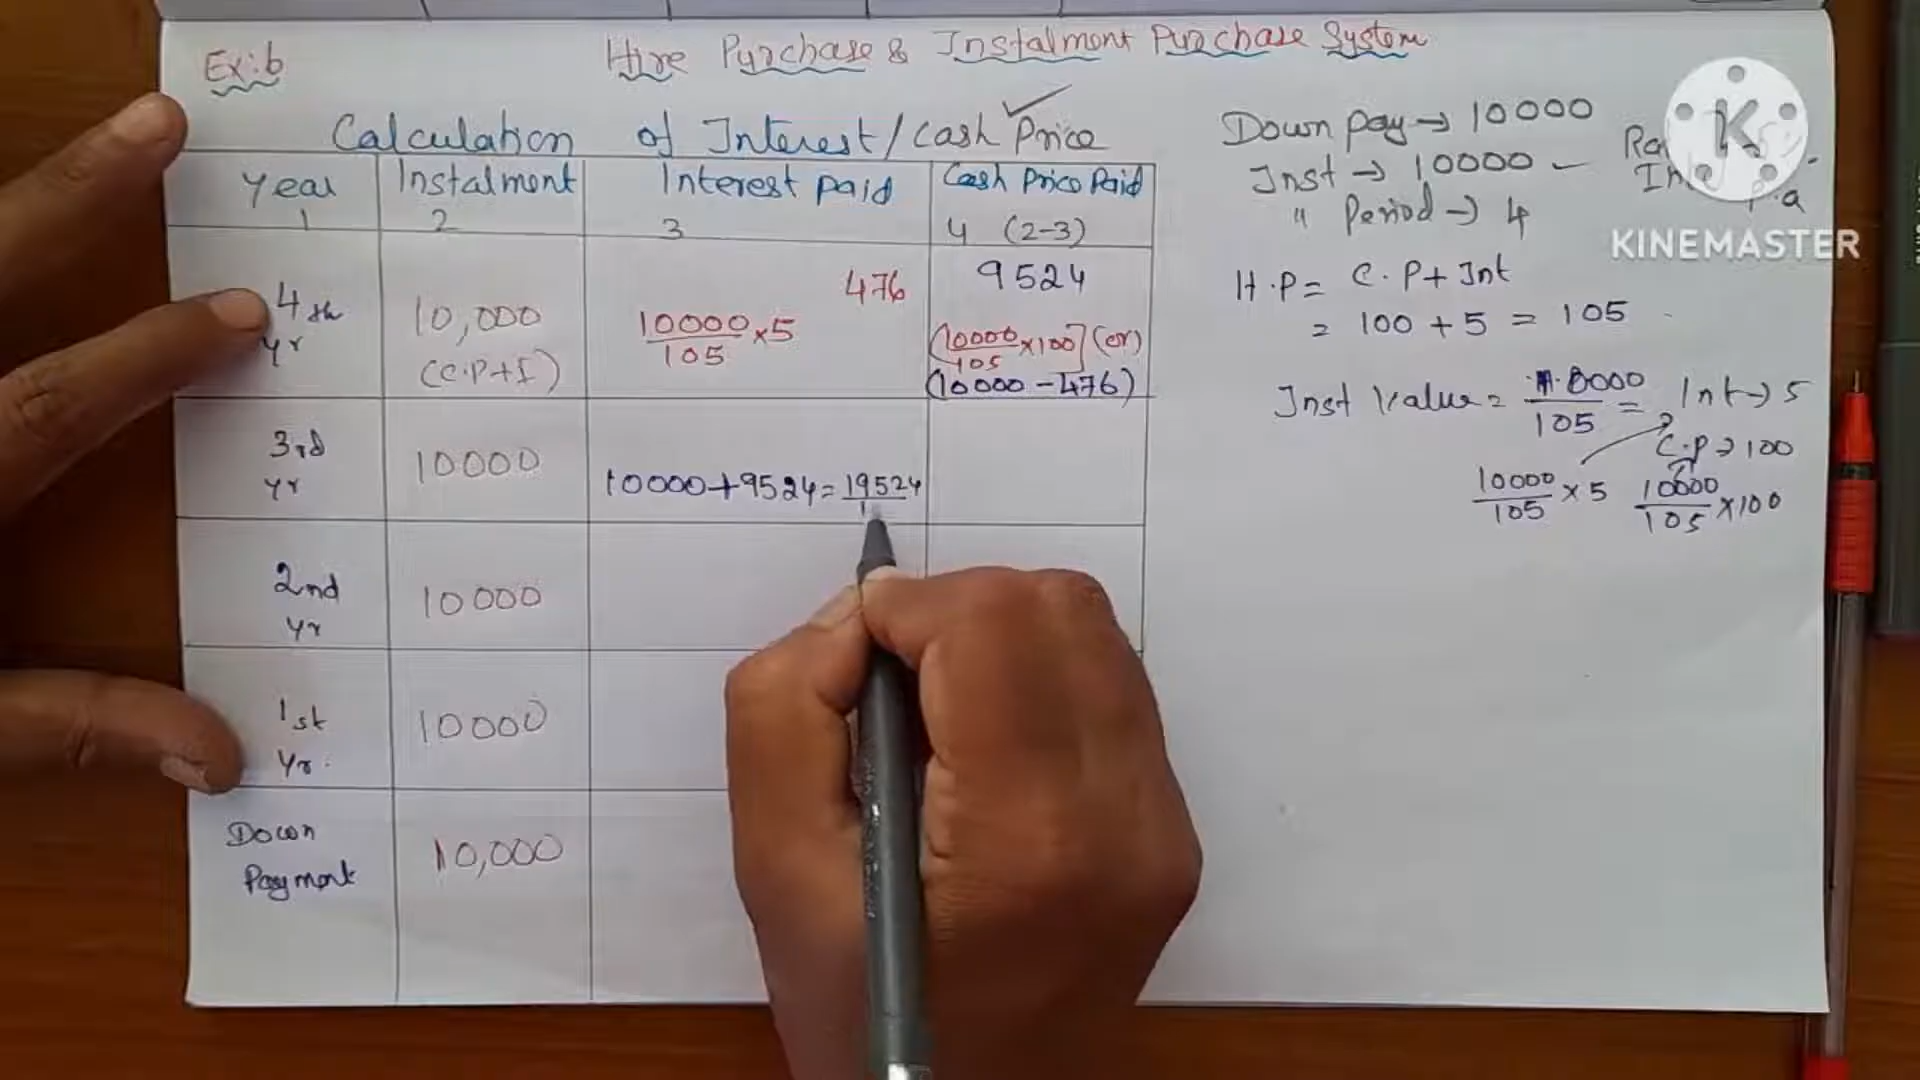 Ex:6
Hire Purchase & Instalment Purchase System
Calculation of Interest/Cash Price
Year Instalment Interest paid Cash Price Paid
1 2 3 4 (2-3)
4th yr
10,000
(C.P+I)
476
10000/105 ×5
9524
[10000/105 ×100] (or)
(10000-476)
3rd yr
10000
10000+9524=19524
2nd yr
10000
1st yr.
10000
Down Payment
10,000
Down pay→10000
Inst→10000-
" Period→4
p.a
H.P= C.P+Int
= 100+5=105
Inst Value= 0000/105 = Int→5
C.P→100
10000/105 ×5 10000/105 ×100
K
KINEMASTER